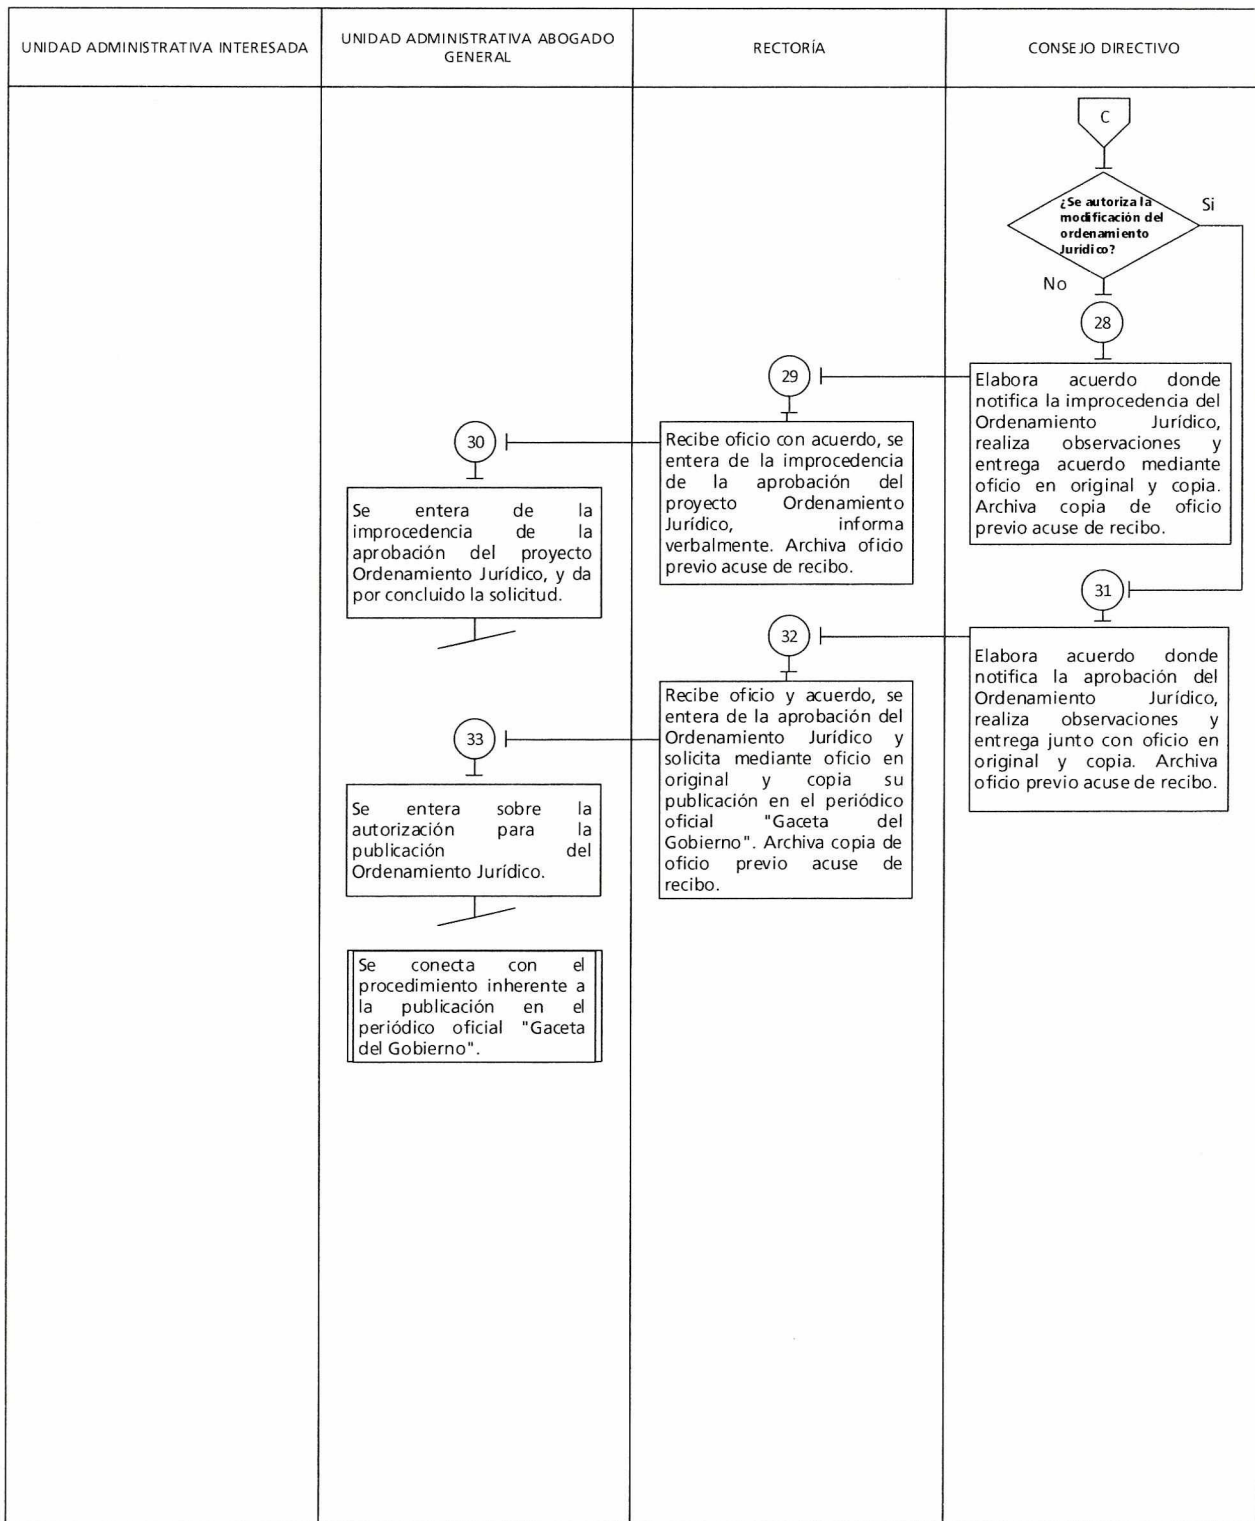 UNIDAD ADMINISTRATIVA INTERESADA
UNIDAD ADMINISTRATIVA ABOGADO
GENERAL
RECTORÍA
CONSEJO DIRECTIVO
C
¿Se autoriza la
modificación del
ordenamiento
Jurídico?
Si
No
28
Elabora acuerdo donde
notifica la improcedencia del
Ordenamiento Jurídico,
realiza observaciones y
entrega acuerdo mediante
oficio en original y copia.
Archiva copia de oficio
previo acuse de recibo.
29
Recibe oficio con acuerdo, se
entera de la improcedencia
de la aprobación del
proyecto Ordenamiento
Jurídico, informa
verbalmente. Archiva oficio
previo acuse de recibo.
30
Se entera de la
improcedencia de la
aprobación del proyecto
Ordenamiento Jurídico, y da
por concluido la solicitud.
31
Elabora acuerdo donde
notifica la aprobación del
Ordenamiento Jurídico,
realiza observaciones y
entrega junto con oficio en
original y copia. Archiva
oficio previo acuse de recibo.
32
Recibe oficio y acuerdo, se
entera de la aprobación del
Ordenamiento Jurídico y
solicita mediante oficio en
original y copia su
publicación en el periódico
oficial "Gaceta del
Gobierno". Archiva copia de
oficio previo acuse de
recibo.
33
Se entera sobre la
autorización para la
publicación del
Ordenamiento Jurídico.
Se conecta con el
procedimiento inherente a
la publicación en el
periódico oficial "Gaceta
del Gobierno".